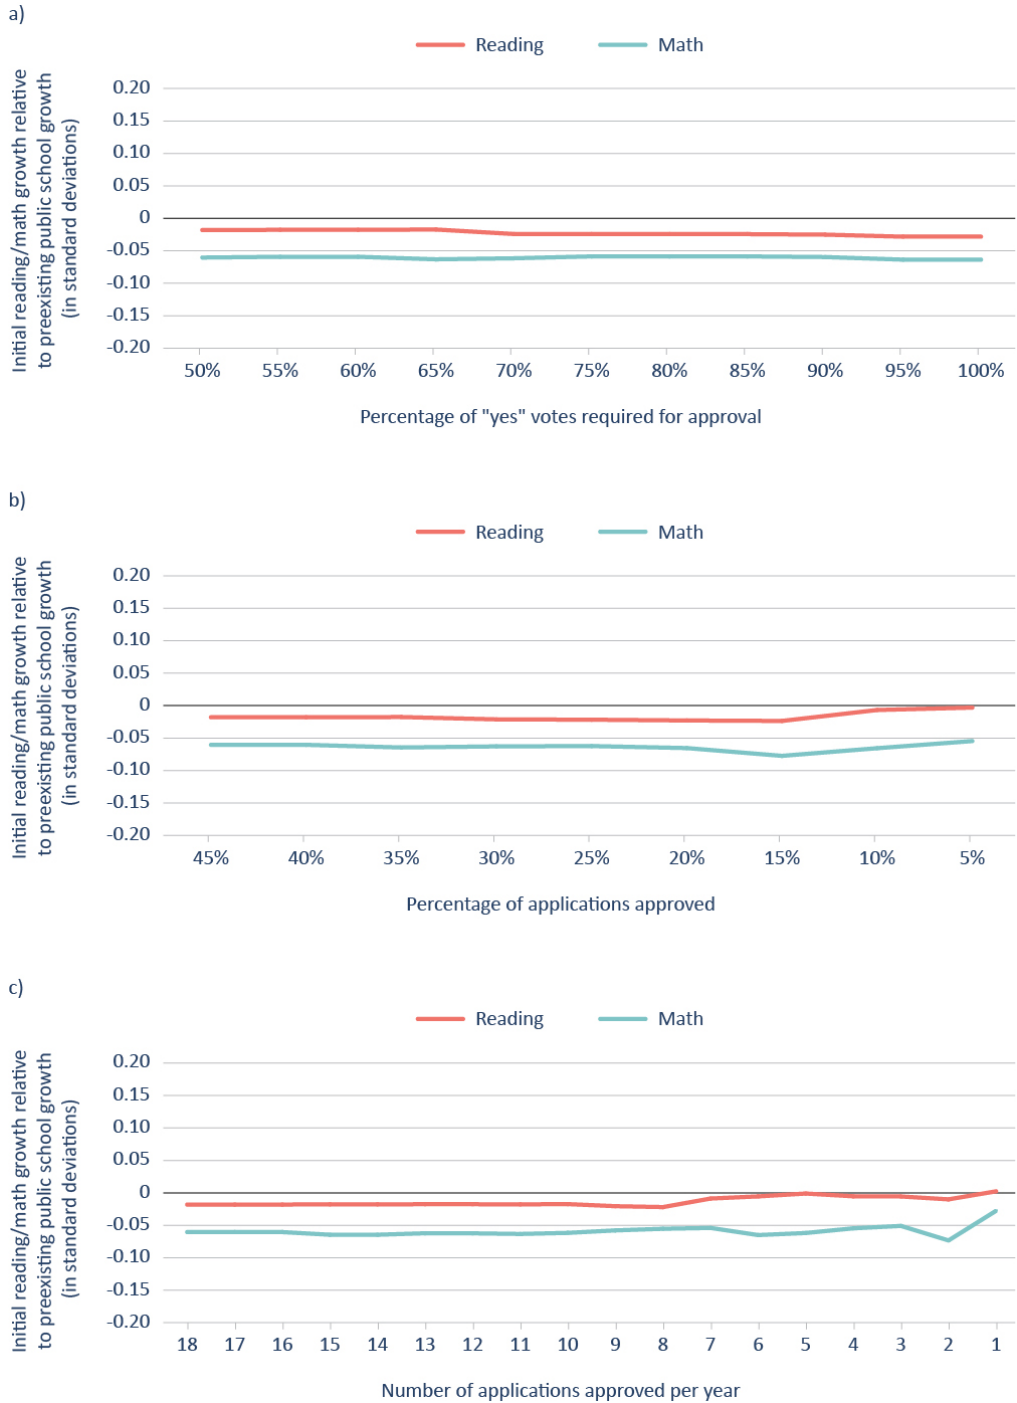 a)
Reading Math
Initial reading/math growth relative
to preexisting public school growth
(in standard deviations)
0.20
0.15
0.10
0.05
0
-0.05
-0.10
-0.15
-0.20
50% 55% 60% 65% 70% 75% 80% 85% 90% 95% 100%
Percentage of "yes" votes required for approval
b)
Reading Math
Initial reading/math growth relative
to preexisting public school growth
(in standard deviations)
0.20
0.15
0.10
0.05
0
-0.05
-0.10
-0.15
-0.20
45% 40% 35% 30% 25% 20% 15% 10% 5%
Percentage of applications approved
c)
Reading Math
Initial reading/math growth relative
to preexisting public school growth
(in standard deviations)
0.20
0.15
0.10
0.05
0
-0.05
-0.10
-0.15
-0.20
18 17 16 15 14 13 12 11 10 9 8 7 6 5 4 3 2 1
Number of applications approved per year